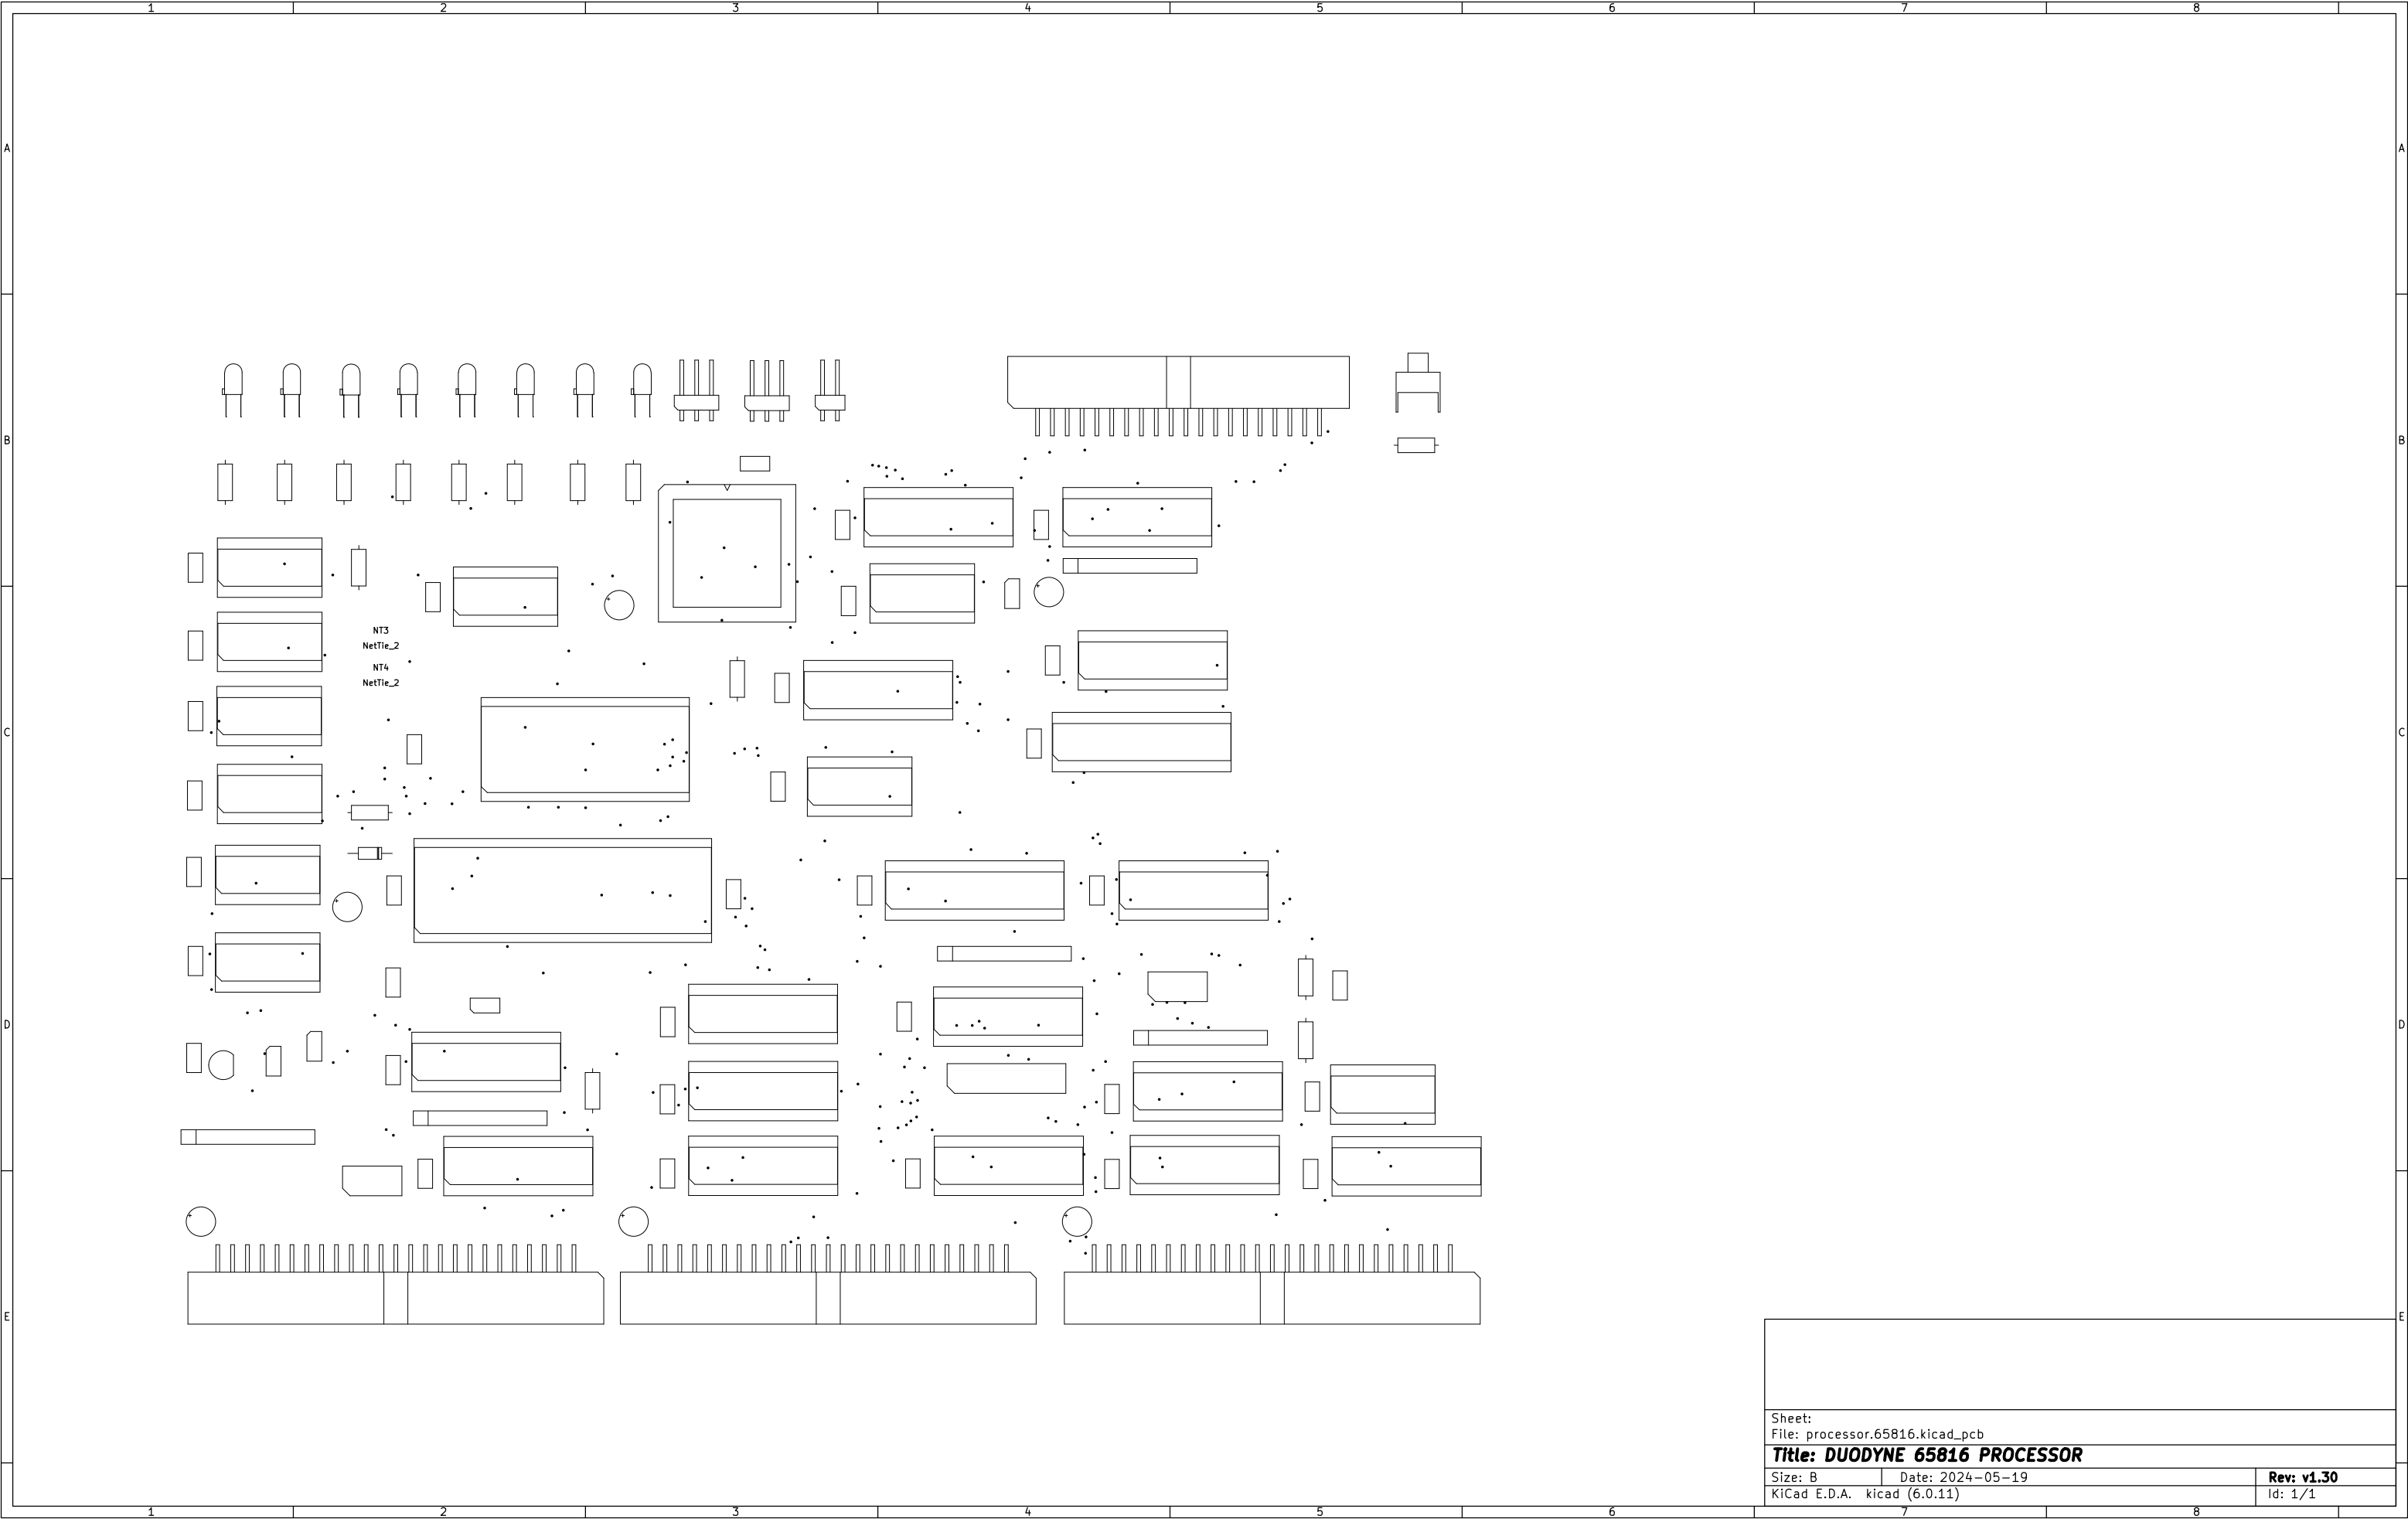 1 2 3 4 5 6 7 8
A A
B B
NT3
NetTie_2
NT4
NetTie_2
C C
D D
E E
Sheet:
File: processor.65816.kicad_pcb
Title: DUODYNE 65816 PROCESSOR
Size: B Date: 2024-05-19 Rev: v1.30
KiCad E.D.A. kicad (6.0.11) Id: 1/1
1 2 3 4 5 6 7 8